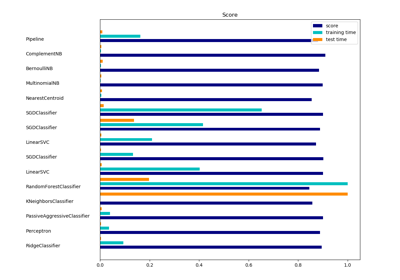 Score
score
training time
test time
Pipeline
ComplementNB
BernoulliNB
MultinomialNB
NearestCentroid
SGDClassifier
SGDClassifier
LinearSVC
SGDClassifier
LinearSVC
RandomForestClassifier
KNeighborsClassifier
PassiveAggressiveClassifier
Perceptron
RidgeClassifier
0.0 0.2 0.4 0.6 0.8 1.0